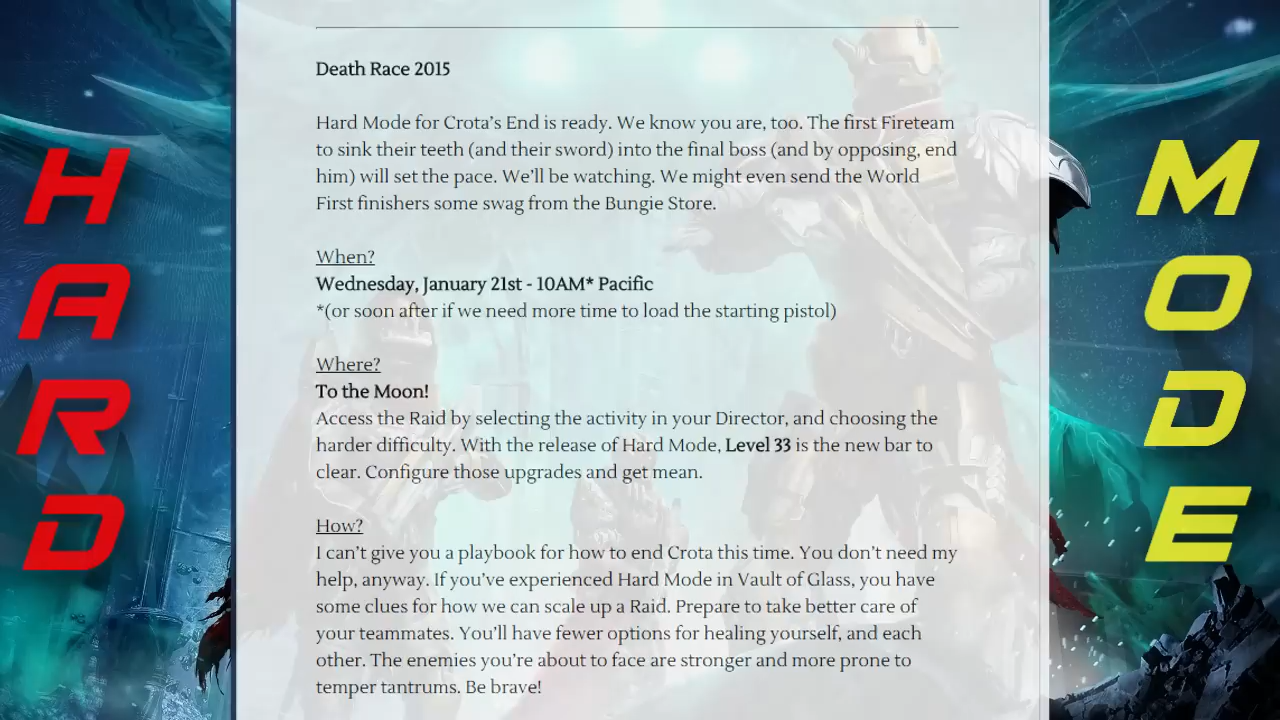 HARD
Death Race 2015
Hard Mode for Crota's End is ready. We know you are, too. The first Fireteam
to sink their teeth (and their sword) into the final boss (and by opposing, end
him) will set the pace. We'll be watching. We might even send the World
First finishers some swag from the Bungie Store.
When?
Wednesday, January 21st - 10AM* Pacific
*(or soon after if we need more time to load the starting pistol)
Where?
To the Moon!
Access the Raid by selecting the activity in your Director, and choosing the
harder difficulty. With the release of Hard Mode, Level 33 is the new bar to
clear. Configure those upgrades and get mean.
How?
I can't give you a playbook for how to end Crota this time. You don't need my
help, anyway. If you've experienced Hard Mode in Vault of Glass, you have
some clues for how we can scale up a Raid. Prepare to take better care of
your teammates. You'll have fewer options for healing yourself, and each
other. The enemies you're about to face are stronger and more prone to
temper tantrums. Be brave!
MODE